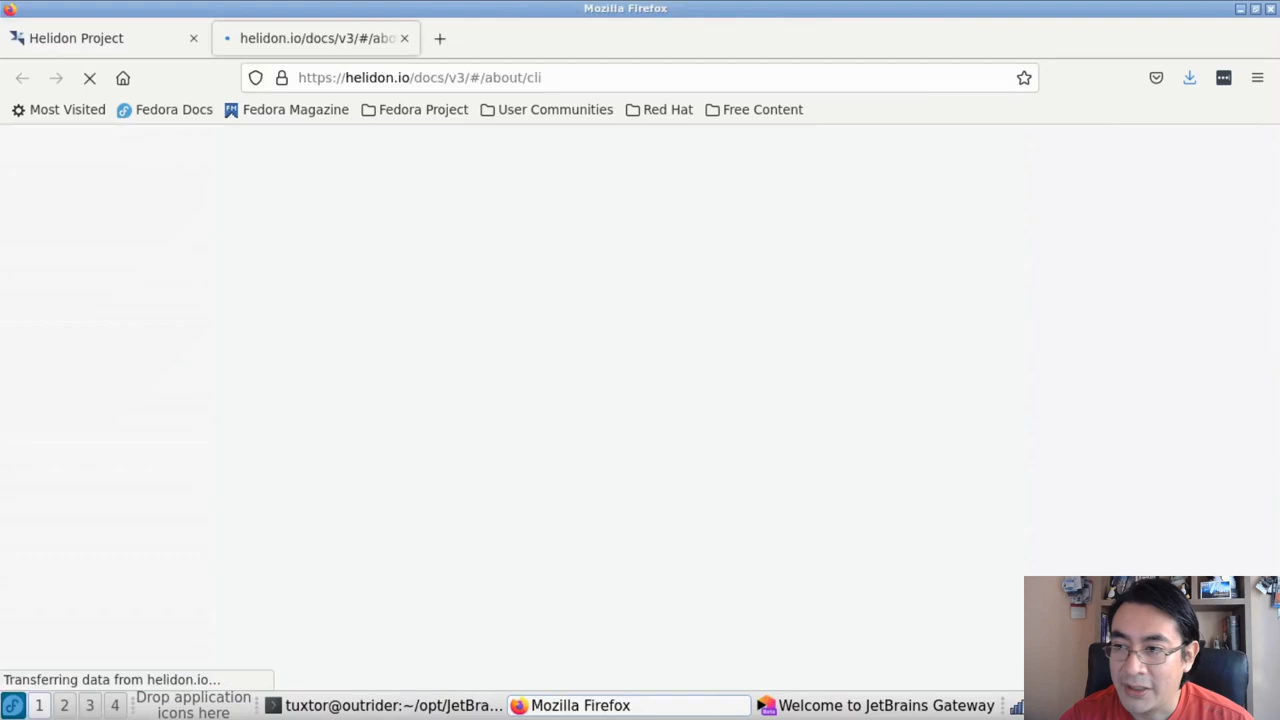 Mozilla Firefox
Helidon Project
helidon.io/docs/v3/#/abo
https://helidon.io/docs/v3/#/about/cli
Most Visited
Fedora Docs
Fedora Magazine
Fedora Project
User Communities
Red Hat
Free Content
Transferring data from helidon.io...
1
2
3
4
Drop application
icons here
tuxtor@outrider:~/opt/JetBra...
Mozilla Firefox
Welcome to JetBrains Gateway